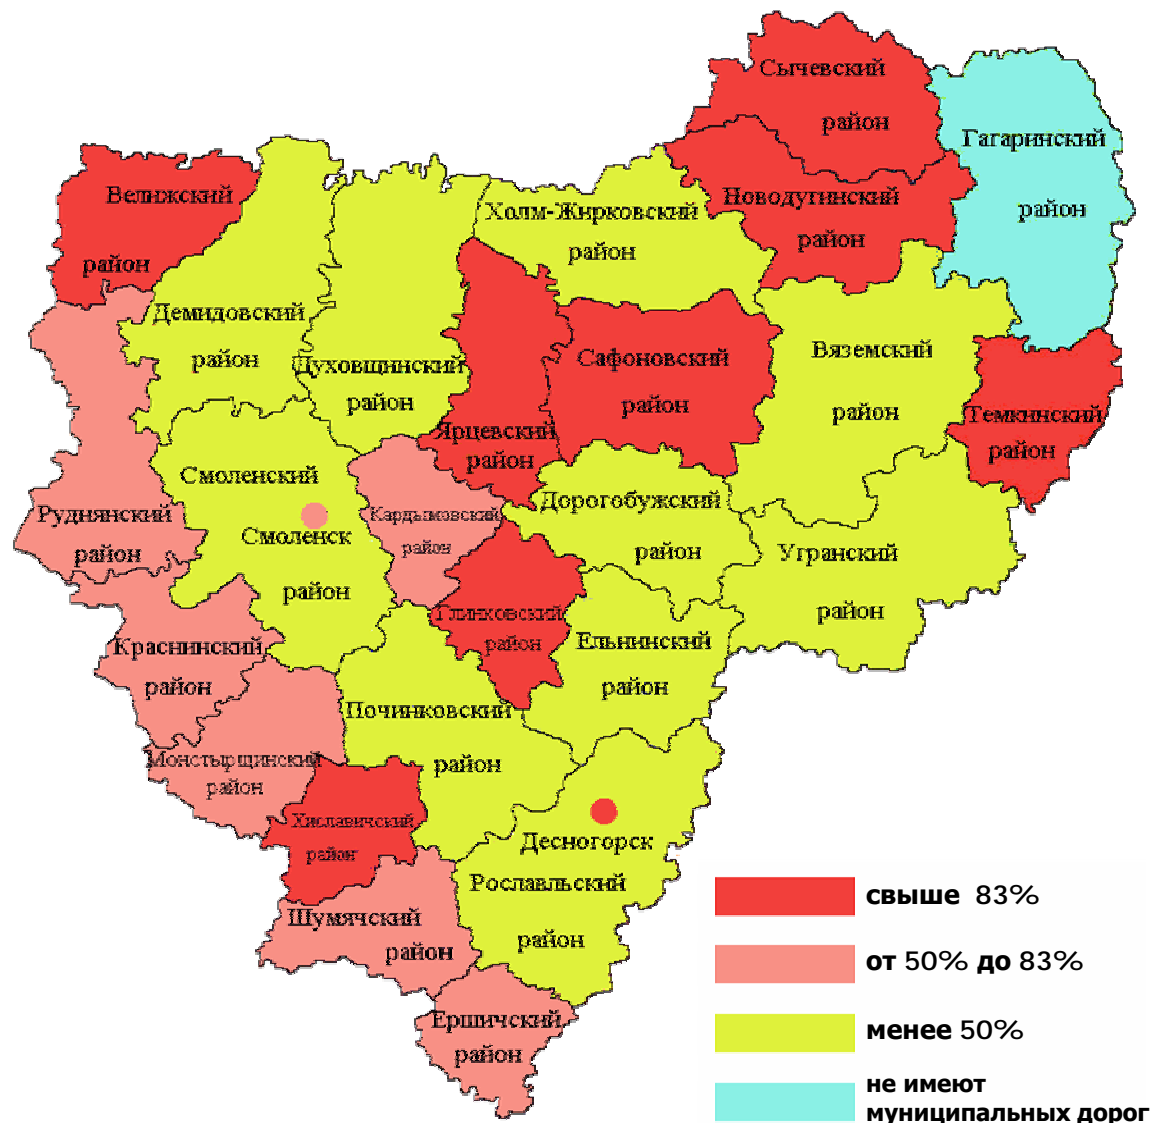 Сычевский
район
Гагаринский
район
Велижский
район
Новодугинский
район
Холм-Жирковский
район
Демидовский
район
Духовщинский
район
Сафоновский
район
Вяземский
район
Темкинский
район
Ярцевский
район
Смоленский
Смоленск
район
Руднянский
район
Кардымовский
район
Дорогобужский
район
Угранский
район
Глинковский
район
Ельнинский
район
Краснинский
район
Починковский
район
Монстырщинский
район
Хиславичский
район
Десногорск
Рославльский
район
Шумячский
район
Ершичский
район
свыше 83%
от 50% до 83%
менее 50%
не имеют
муниципальных дорог